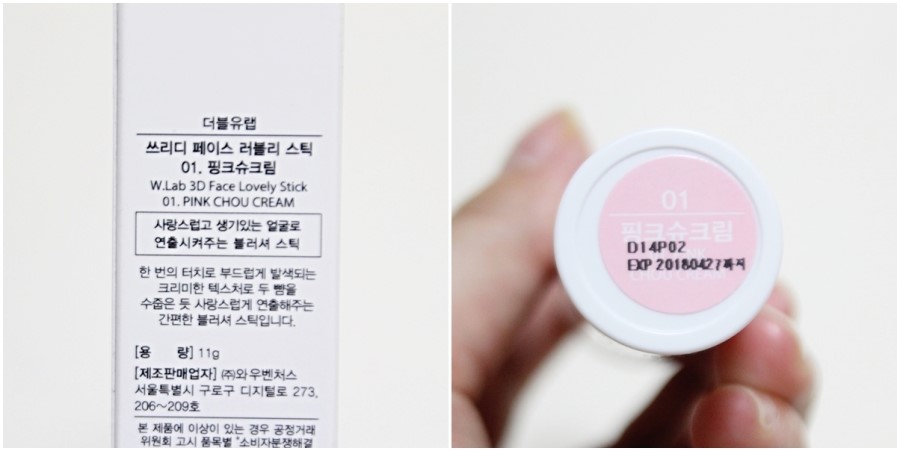 더블유랩
쓰리디 페이스 러블리 스틱
01. 핑크슈크림
W.Lab 3D Face Lovely Stick
01. PINK CHOU CREAM
사랑스럽고 생기있는 얼굴로
연출시켜주는 블러셔 스틱
한 번의 터치로 부드럽게 발색되는
크리미한 텍스처로 두 뺨을
수줍은 듯 사랑스럽게 연출해주는
간편한 블러셔 스틱입니다.
[용 량] 11g
[제조판매업자] ㈜와우벤처스
서울특별시 구로구 디지털로 273,
206~209호
본 제품에 이상이 있는 경우 공정거래
위원회 고시 품목별 "소비자분쟁해결
01
핑크슈크림
D14P02
EXP 20180427까지